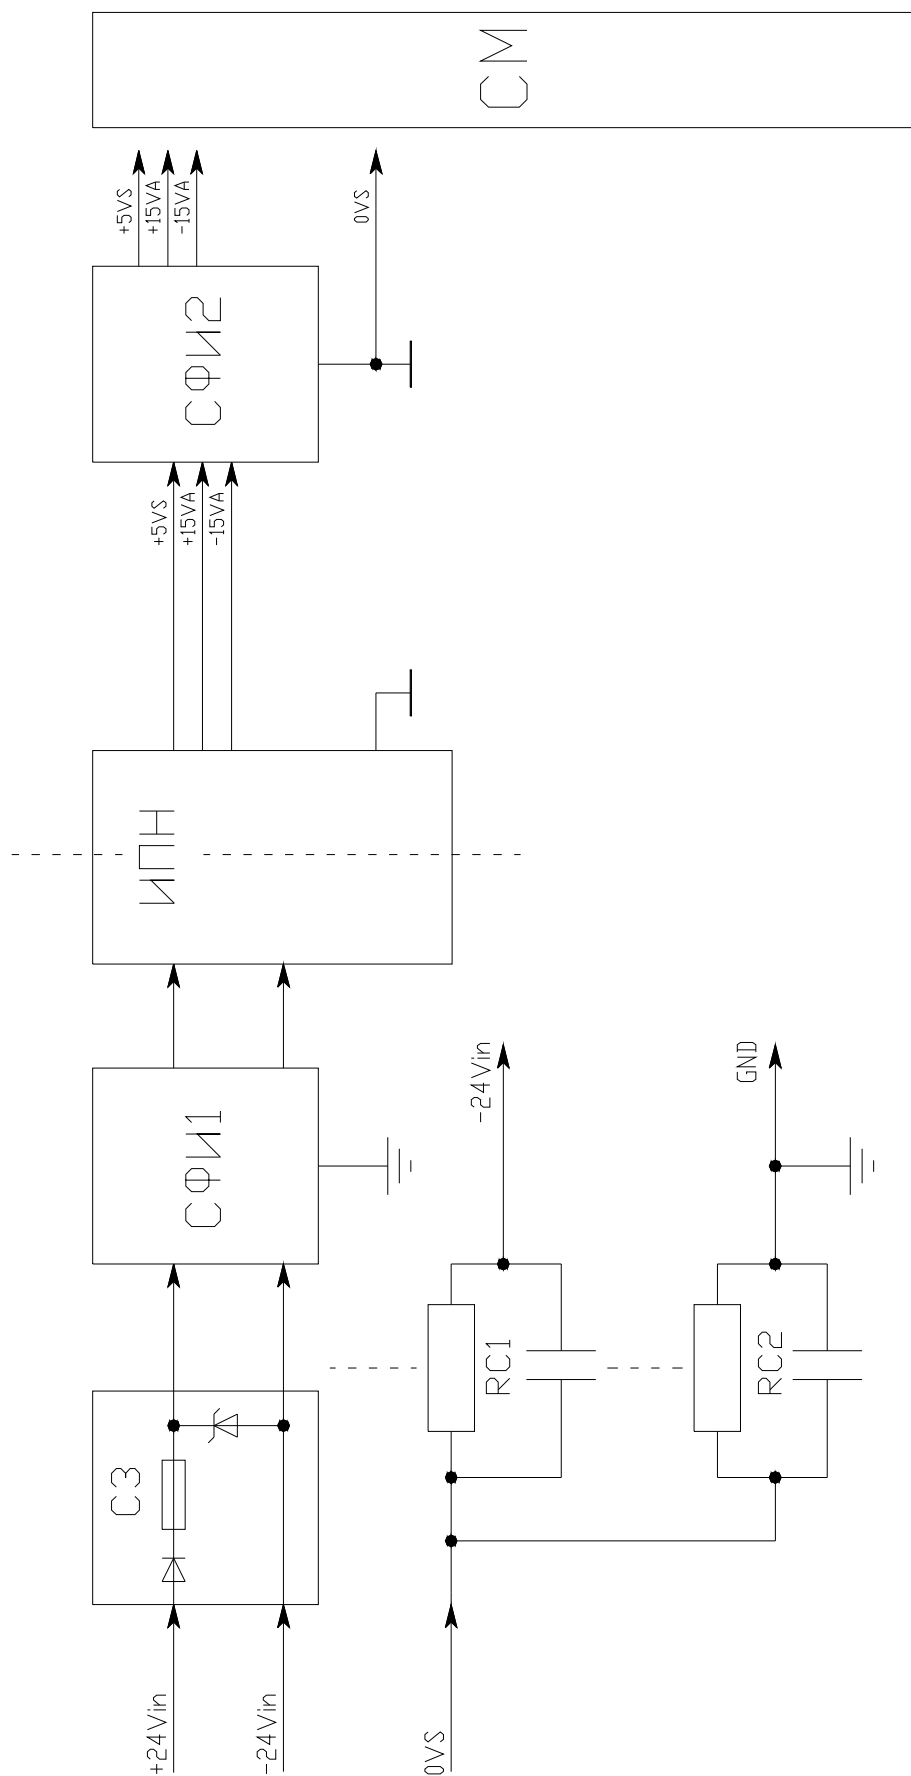 +24Vin
-24Vin
СЗ
СФИ1
ИПН
+5VS
+15VA
-15VA
СФИ2
+5VS
+15VA
-15VA
0VS
СМ
0VS
RC1
-24Vin
RC2
GND